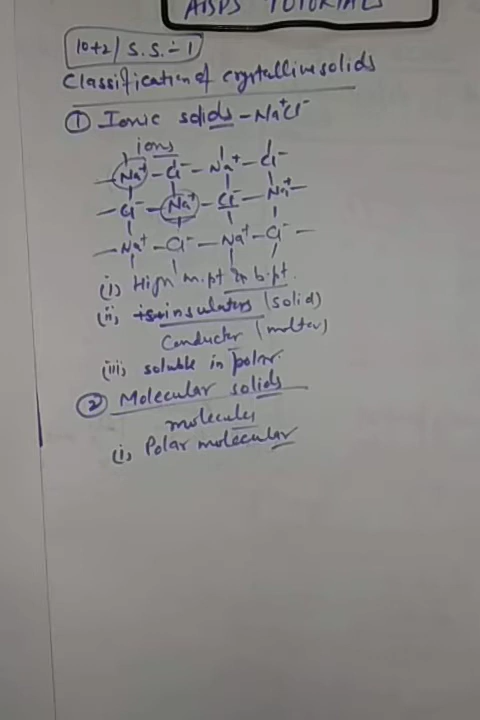 AISPS TUTORIALS
10+2/ S.S.-1
Classification of crystalline solids
① Ionic solids - Na⁺Cl⁻
ions
- Na⁺ - Cl⁻ - Na⁺ - Cl⁻
- Cl⁻ - Na⁺ - Cl⁻ - Na⁺ -
- Na⁺ - Cl⁻ - Na⁺ - Cl⁻ -
(i) High m.pt & b.pt.
(ii) insulators (solid)
Conductor (molten)
(iii) soluble in polar.
② Molecular solids
molecules
(i) Polar molecular